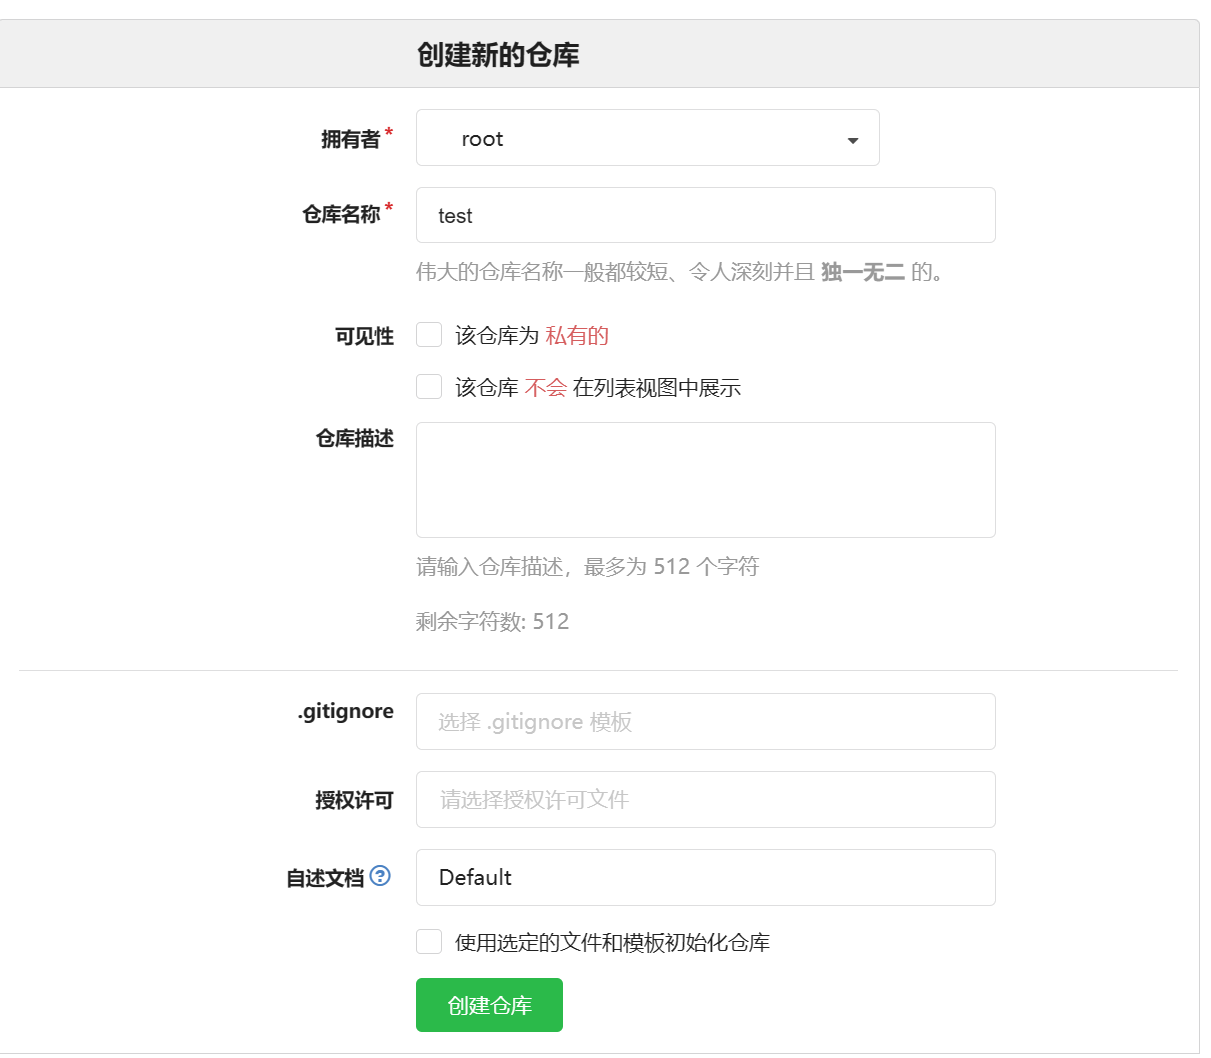 创建新的仓库
拥有者*
root
仓库名称*
test
伟大的仓库名称一般都较短、令人深刻并且 独一无二 的。
可见性
该仓库为 私有的
该仓库 不会 在列表视图中展示
仓库描述
请输入仓库描述，最多为 512 个字符
剩余字符数: 512
.gitignore
选择 .gitignore 模板
授权许可
请选择授权许可文件
自述文档
Default
使用选定的文件和模板初始化仓库
创建仓库